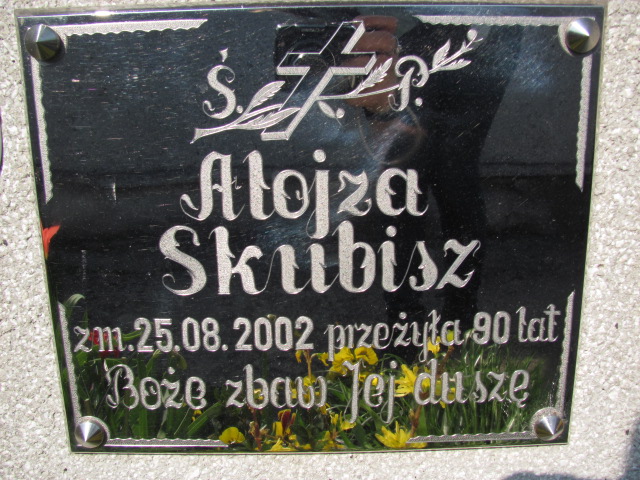 Ś. P.
Alojza
Skubisz
zm. 25.08.2002 przeżyła 90 lat
Boże zbaw Jej duszę